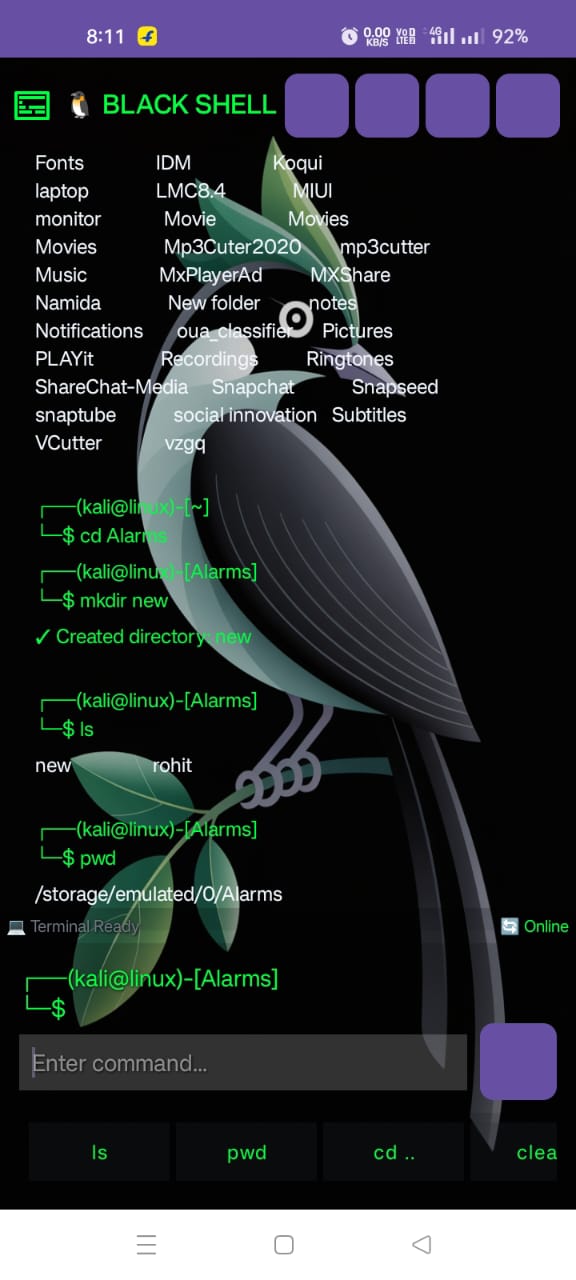 8:11 0.00 KB/S VoD LTE 4G 92%
BLACK SHELL
Fonts IDM Koqui
laptop LMC8.4 MIUI
monitor Movie Movies
Movies Mp3Cuter2020 mp3cutter
Music MxPlayerAd MXShare
Namida New folder notes
Notifications oua_classifier Pictures
PLAYit Recordings Ringtones
ShareChat-Media Snapchat Snapseed
snaptube social innovation Subtitles
VCutter vzgq
┌──(kali@linux)-[~]
└─$ cd Alarms
┌──(kali@linux)-[Alarms]
└─$ mkdir new
✓ Created directory: new
┌──(kali@linux)-[Alarms]
└─$ ls
new rohit
┌──(kali@linux)-[Alarms]
└─$ pwd
/storage/emulated/0/Alarms
Terminal Ready Online
┌──(kali@linux)-[Alarms]
└─$
Enter command...
ls pwd cd .. clea